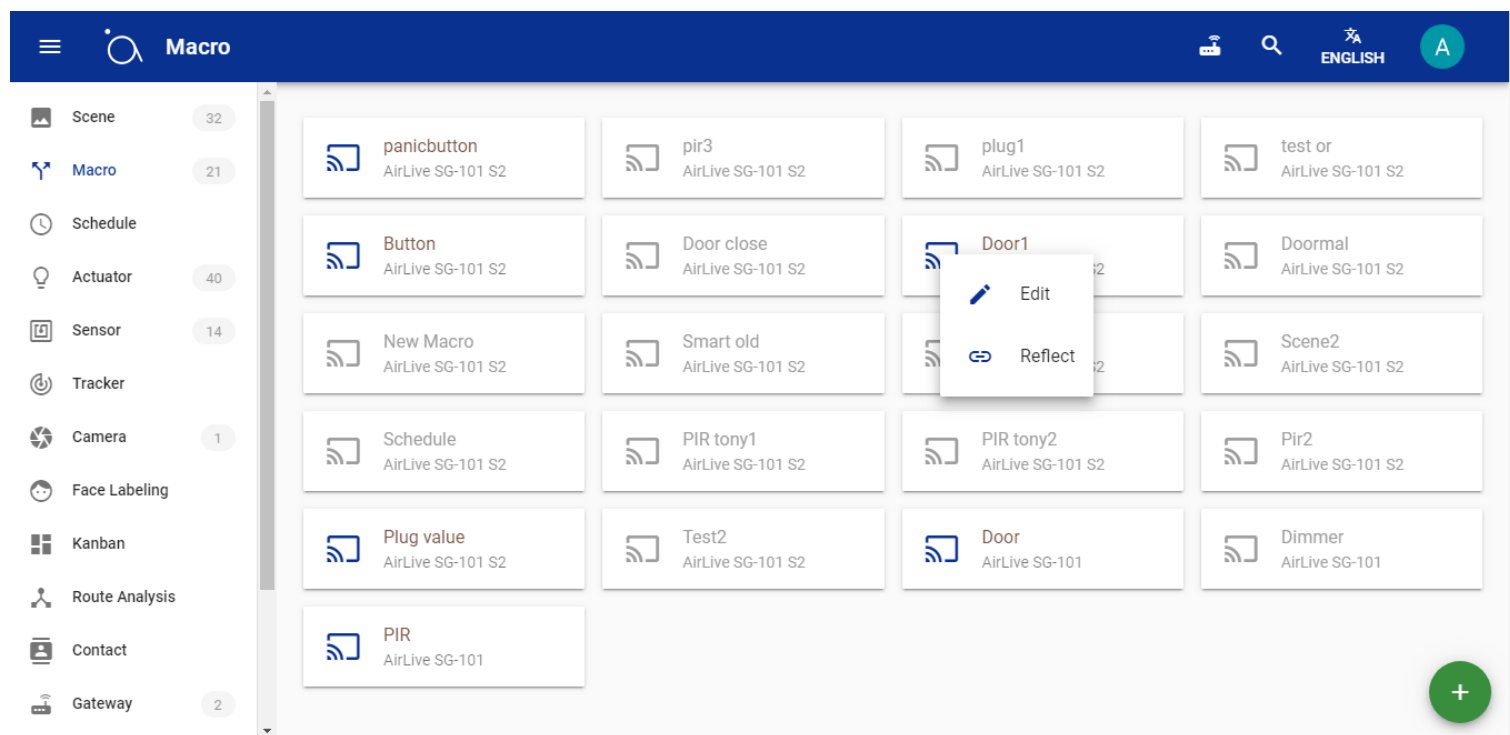 Macro
文A
ENGLISH
A
Scene 32
Macro 21
Schedule
Actuator 40
Sensor 14
Tracker
Camera 1
Face Labeling
Kanban
Route Analysis
Contact
Gateway 2
panicbutton
AirLive SG-101 S2
pir3
AirLive SG-101 S2
plug1
AirLive SG-101 S2
test or
AirLive SG-101 S2
Button
AirLive SG-101 S2
Door close
AirLive SG-101 S2
Door1
Edit
Reflect
Doormal
AirLive SG-101 S2
New Macro
AirLive SG-101 S2
Smart old
AirLive SG-101 S2
Scene2
AirLive SG-101 S2
Schedule
AirLive SG-101 S2
PIR tony1
AirLive SG-101 S2
PIR tony2
AirLive SG-101 S2
Pir2
AirLive SG-101 S2
Plug value
AirLive SG-101 S2
Test2
AirLive SG-101 S2
Door
AirLive SG-101
Dimmer
AirLive SG-101
PIR
AirLive SG-101